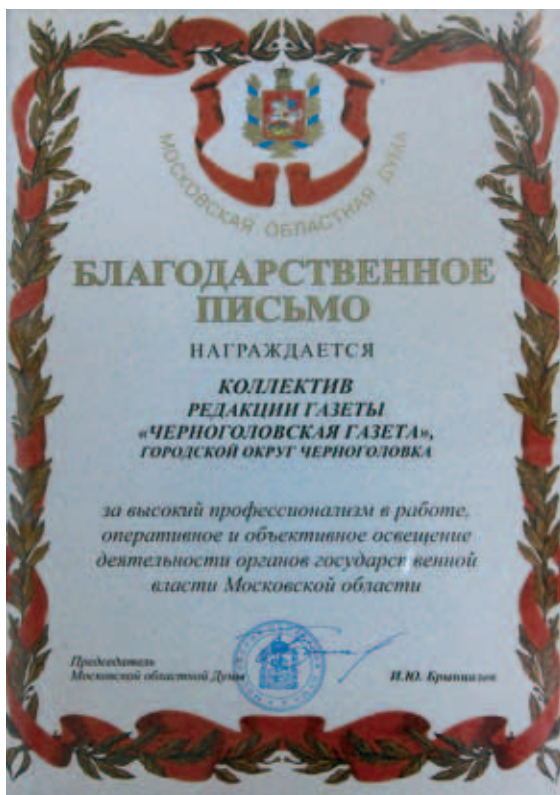 МОСКОВСКАЯ ОБЛАСТНАЯ ДУМА
БЛАГОДАРСТВЕННОЕ
ПИСЬМО
НАГРАЖДАЕТСЯ
КОЛЛЕКТИВ
РЕДАКЦИИ ГАЗЕТЫ
«ЧЕРНОГОЛОВСКАЯ ГАЗЕТА»,
ГОРОДСКОЙ ОКРУГ ЧЕРНОГОЛОВКА
за высокий профессионализм в работе,
оперативное и объективное освещение
деятельности органов государственной
власти Московской области
Председатель
Московской областной Думы
И.Ю. Брынцалов